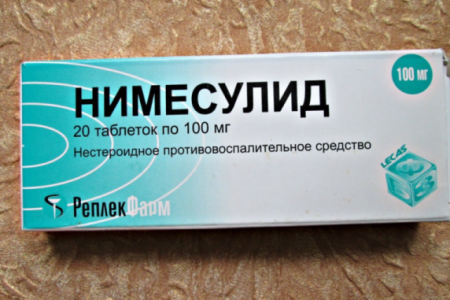 100 мг
НИМЕСУЛИД
20 таблеток по 100 мг
Нестероидное противовоспалительное средство
LECAS
РеплекФарм